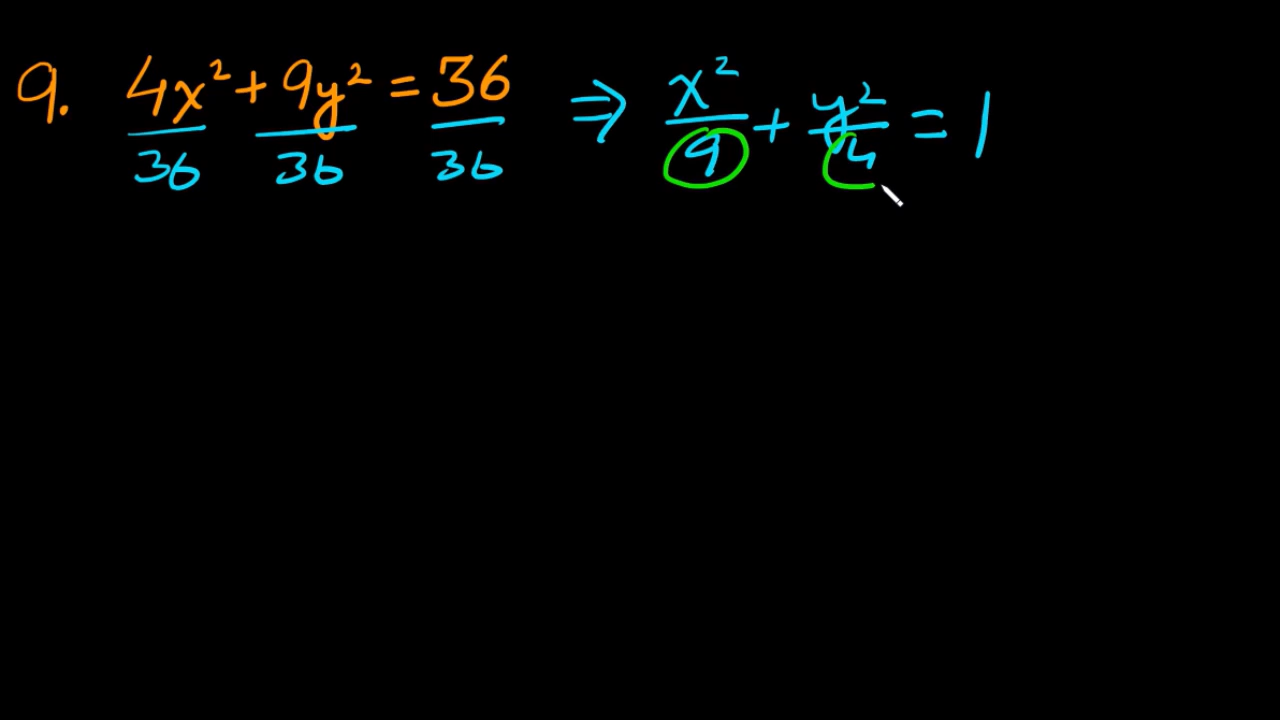 9. 4x²/36 + 9y²/36 = 36/36 ⇒ x²/9 + y²/4 = 1